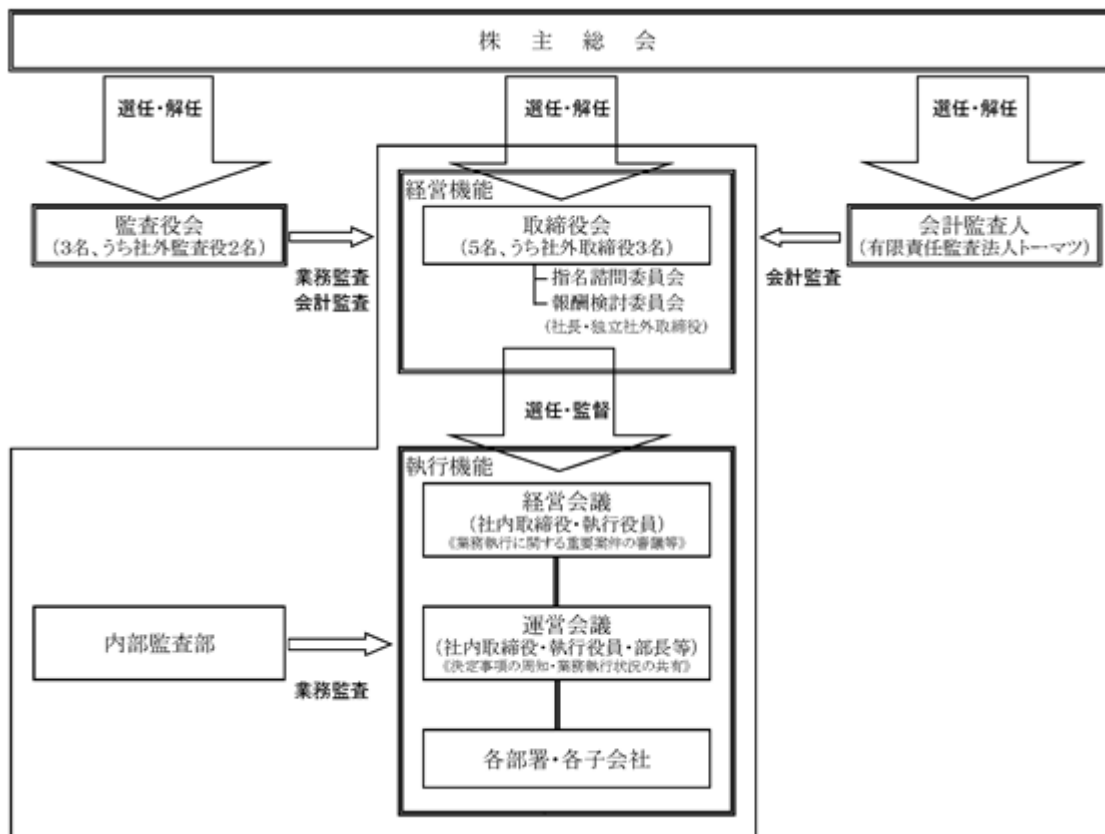 株主総会
選任・解任
選任・解任
選任・解任
監査役会
(3名、うち社外監査役2名)
業務監査
会計監査
経営機能
取締役会
(5名、うち社外取締役3名)
指名諮問委員会
報酬検討委員会
(社長・独立社外取締役)
会計監査人
(有限責任監査法人トーマツ)
会計監査
選任・監督
執行機能
経営会議
(社内取締役・執行役員)
《業務執行に関する重要案件の審議等》
内部監査部
業務監査
運営会議
(社内取締役・執行役員・部長等)
《決定事項の周知・業務執行状況の共有》
各部署・各子会社